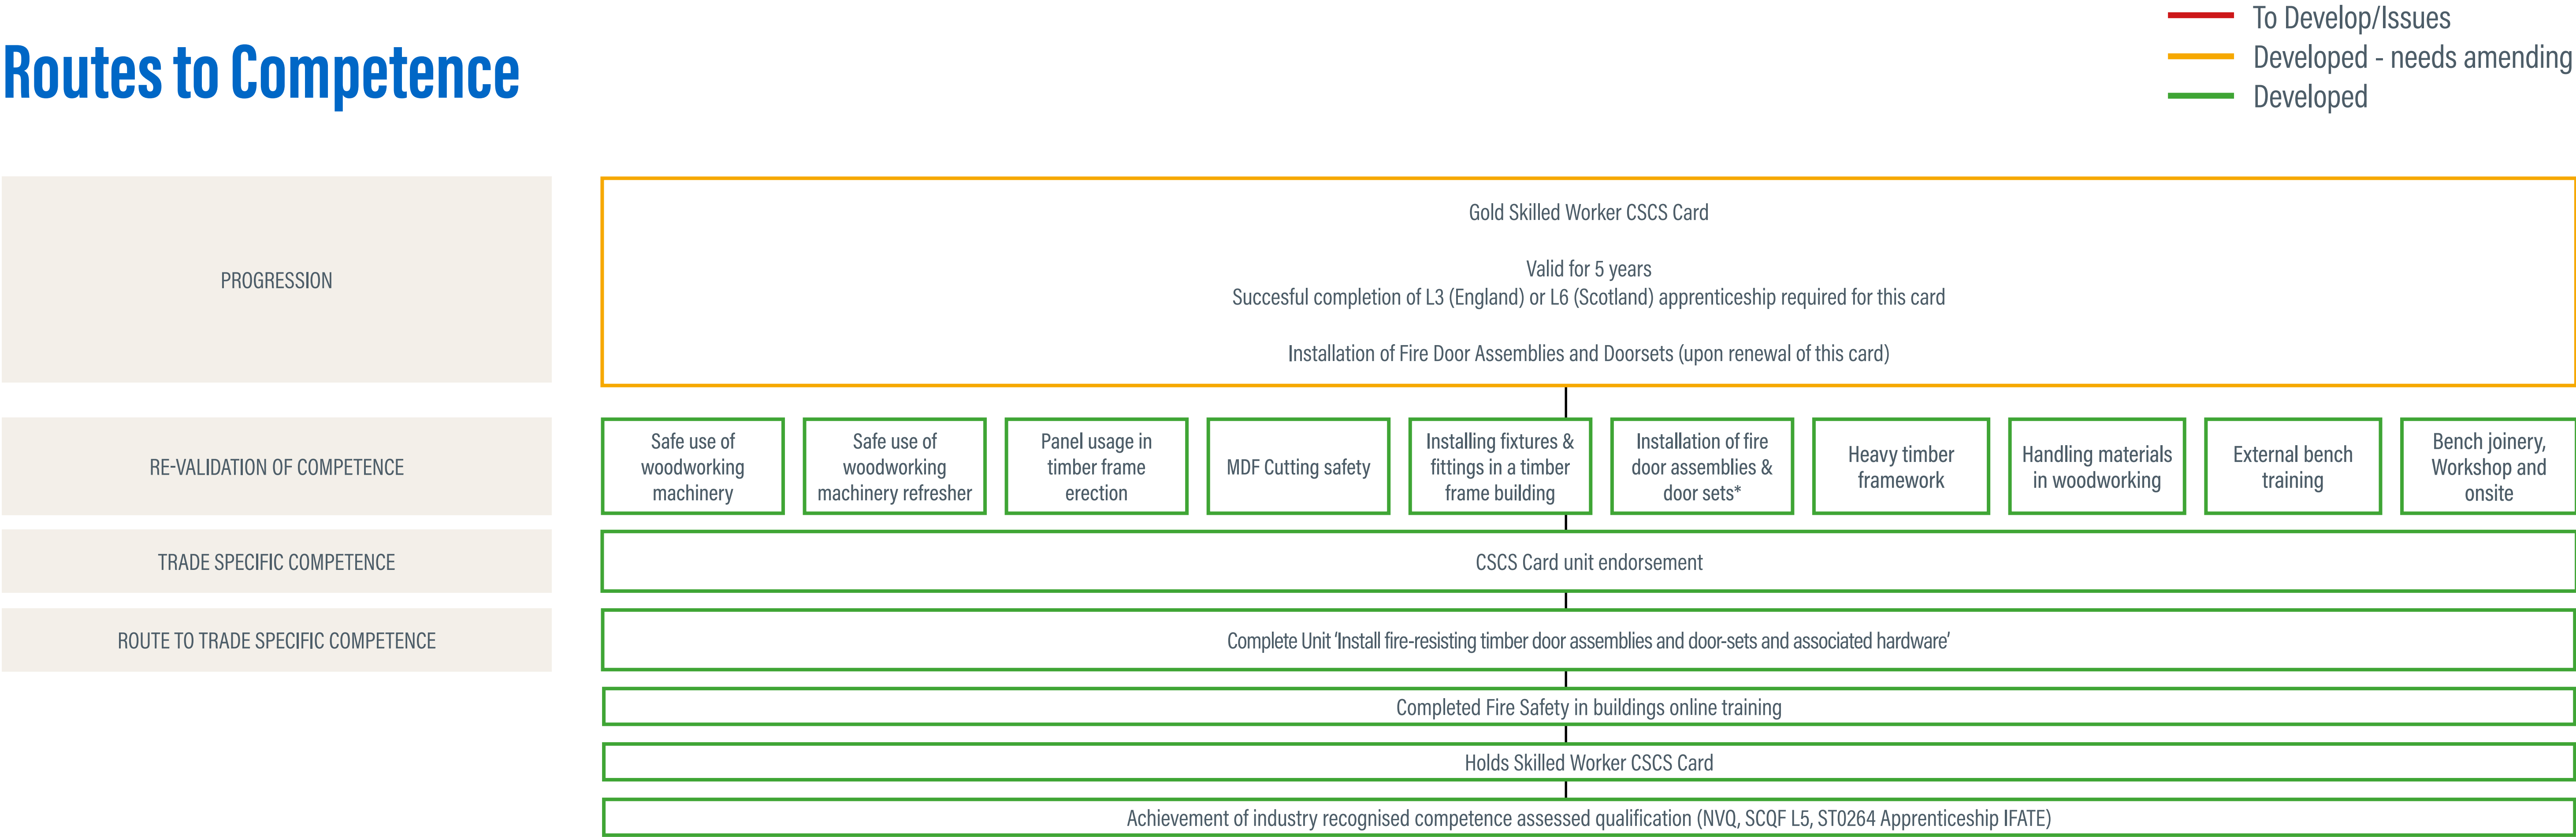 Routes to Competence
To Develop/Issues
Developed - needs amending
Developed
PROGRESSION
Gold Skilled Worker CSCS Card
Valid for 5 years
Succesful completion of L3 (England) or L6 (Scotland) apprenticeship required for this card
Installation of Fire Door Assemblies and Doorsets (upon renewal of this card)
RE-VALIDATION OF COMPETENCE
Safe use of
woodworking
machinery
Safe use of
woodworking
machinery refresher
Panel usage in
timber frame
erection
MDF Cutting safety
Installing fixtures &
fittings in a timber
frame building
Installation of fire
door assemblies &
door sets*
Heavy timber
framework
Handling materials
in woodworking
External bench
training
Bench joinery,
Workshop and
onsite
TRADE SPECIFIC COMPETENCE
CSCS Card unit endorsement
ROUTE TO TRADE SPECIFIC COMPETENCE
Complete Unit ‘Install fire-resisting timber door assemblies and door-sets and associated hardware’
Completed Fire Safety in buildings online training
Holds Skilled Worker CSCS Card
Achievement of industry recognised competence assessed qualification (NVQ, SCQF L5, ST0264 Apprenticeship IFATE)